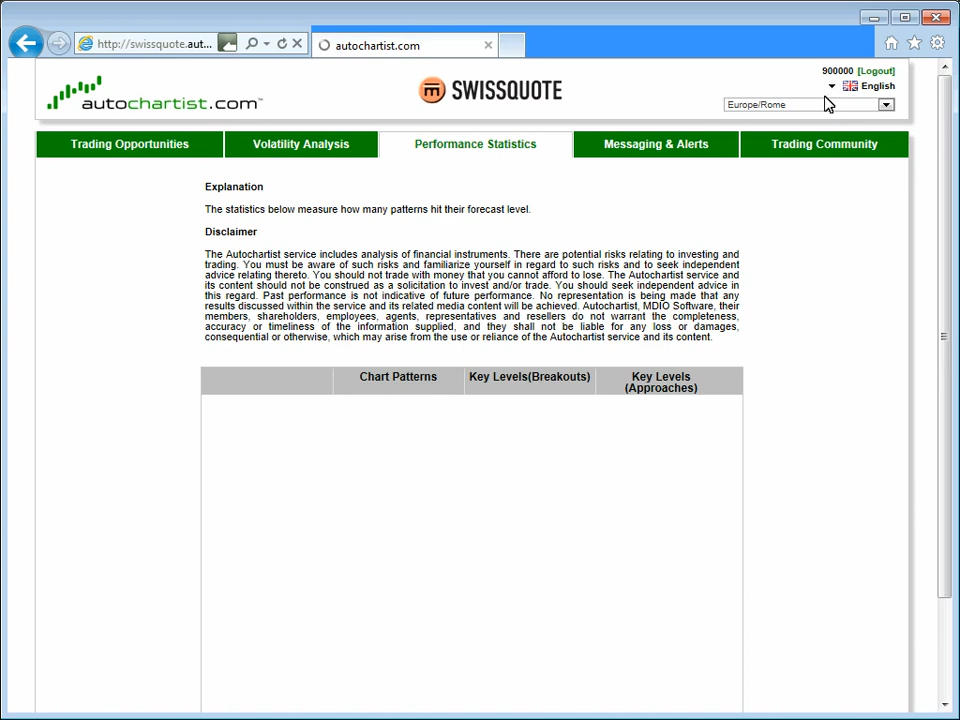 http://swissquote.aut...
autochartist.com
900000 [Logout]
English
autochartist.com™
SWISSQUOTE
Europe/Rome
Trading Opportunities
Volatility Analysis
Performance Statistics
Messaging & Alerts
Trading Community
Explanation
The statistics below measure how many patterns hit their forecast level.
Disclaimer
The Autochartist service includes analysis of financial instruments. There are potential risks relating to investing and
trading. You must be aware of such risks and familiarize yourself in regard to such risks and to seek independent
advice relating thereto. You should not trade with money that you cannot afford to lose. The Autochartist service and
its content should not be construed as a solicitation to invest and/or trade. You should seek independent advice in
this regard. Past performance is not indicative of future performance. No representation is being made that any
results discussed within the service and its related media content will be achieved. Autochartist, MDIO Software, their
members, shareholders, employees, agents, representatives and resellers do not warrant the completeness,
accuracy or timeliness of the information supplied, and they shall not be liable for any loss or damages,
consequential or otherwise, which may arise from the use or reliance of the Autochartist service and its content.
Chart Patterns
Key Levels(Breakouts)
Key Levels
(Approaches)